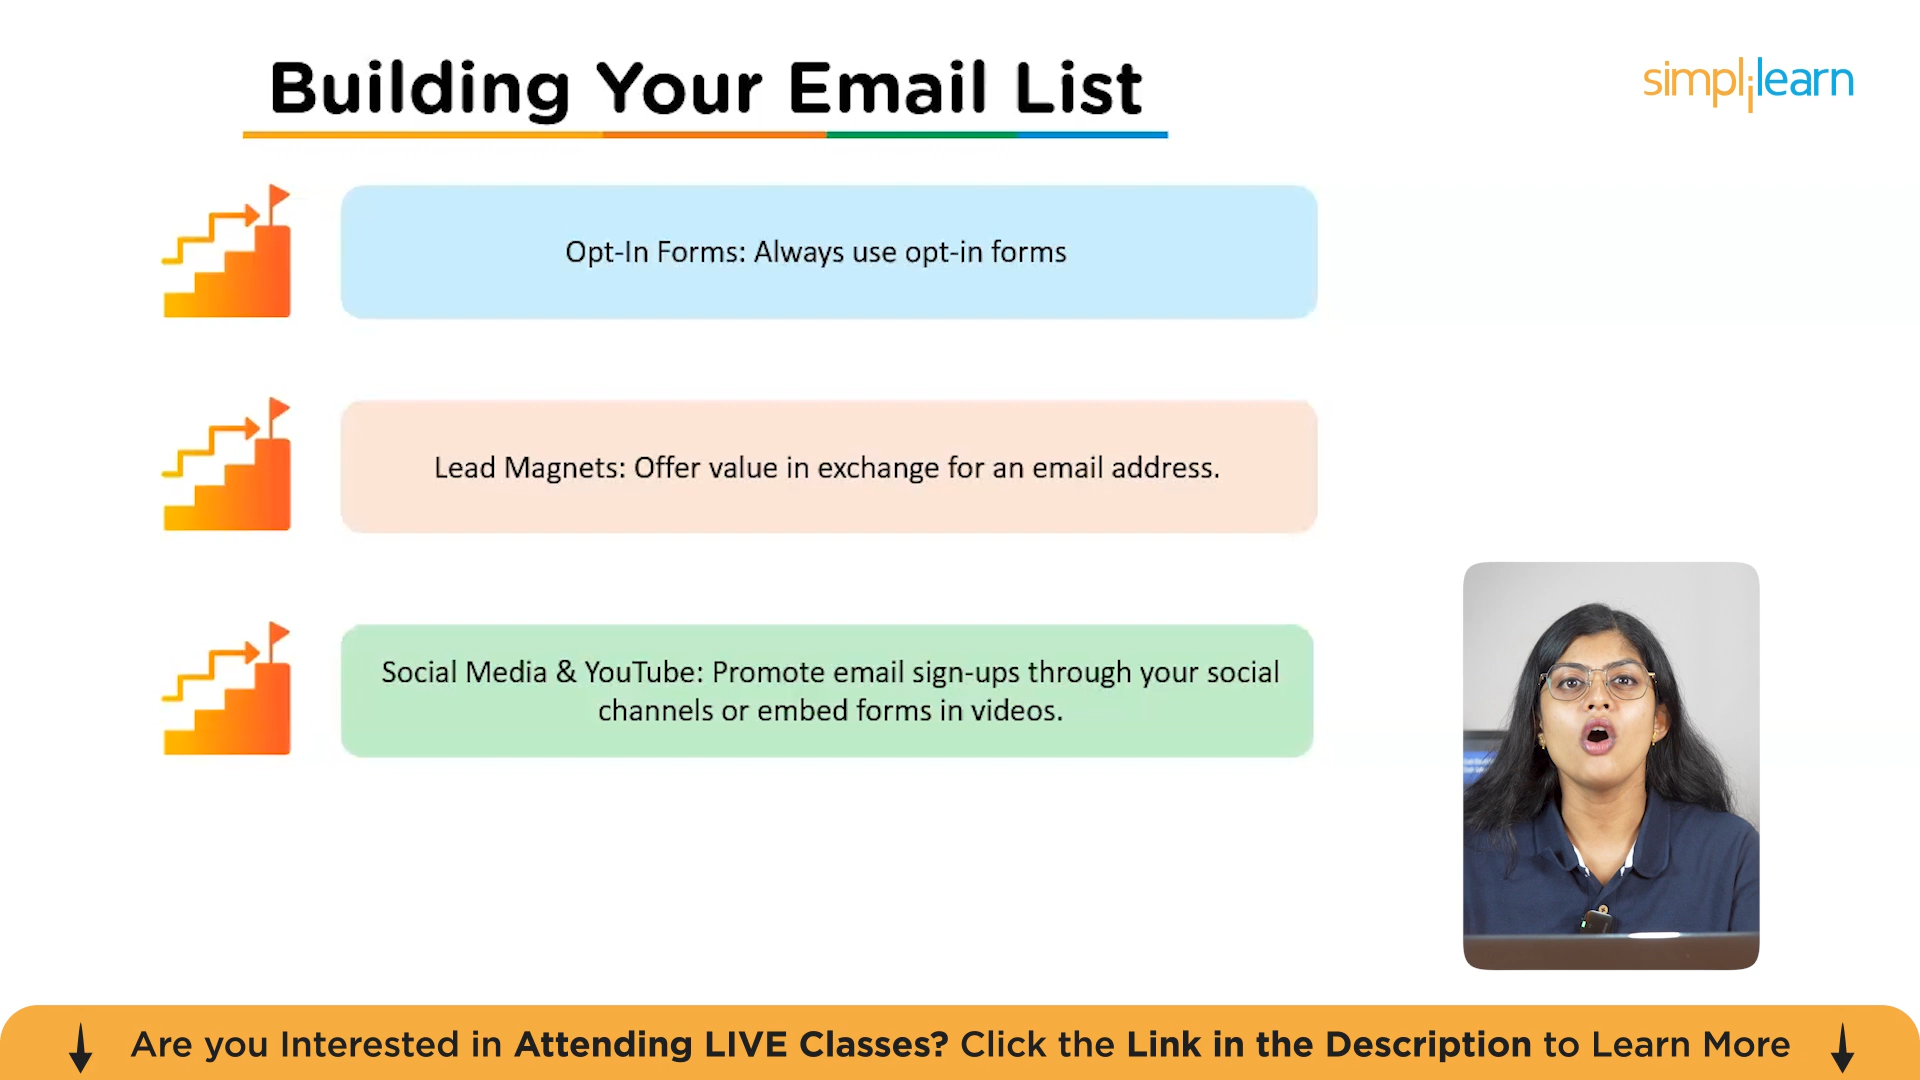 Building Your Email List
simplilearn
Opt-In Forms: Always use opt-in forms
Lead Magnets: Offer value in exchange for an email address.
Social Media & YouTube: Promote email sign-ups through your social
channels or embed forms in videos.
Are you Interested in Attending LIVE Classes? Click the Link in the Description to Learn More